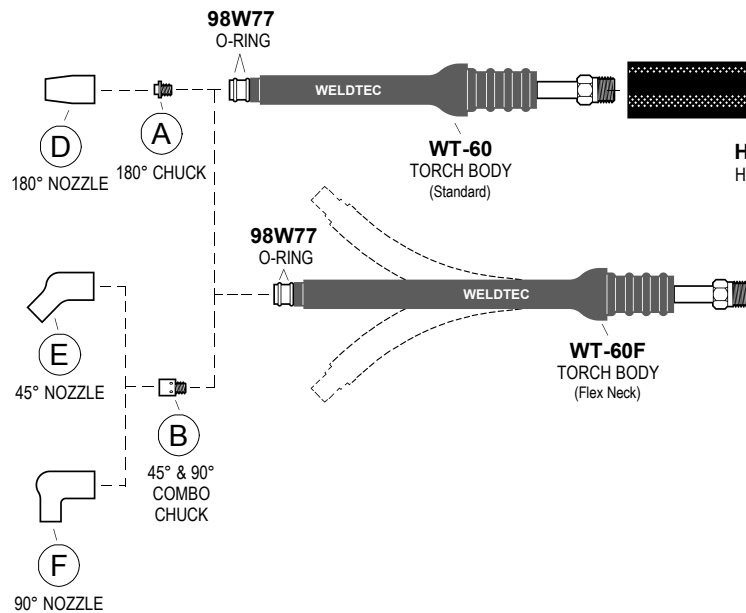 98W77
O-RING
WELDTEC
D
180° NOZZLE
A
180° CHUCK
WT-60
TORCH BODY
(Standard)
H
H
98W77
O-RING
WELDTEC
E
45° NOZZLE
WT-60F
TORCH BODY
(Flex Neck)
B
45° & 90°
COMBO
CHUCK
F
90° NOZZLE